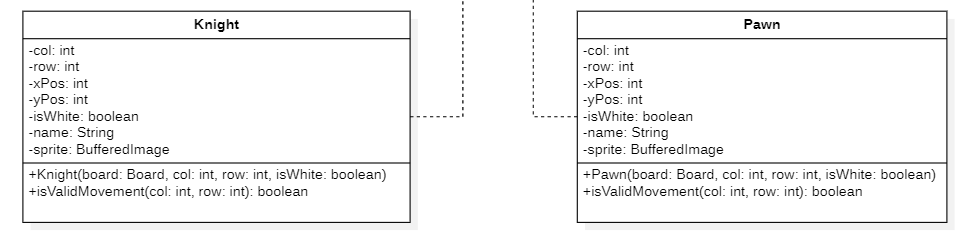 Knight
-col: int
-row: int
-xPos: int
-yPos: int
-isWhite: boolean
-name: String
-sprite: BufferedImage
+Knight(board: Board, col: int, row: int, isWhite: boolean)
+isValidMovement(col: int, row: int): boolean
Pawn
-col: int
-row: int
-xPos: int
-yPos: int
-isWhite: boolean
-name: String
-sprite: BufferedImage
+Pawn(board: Board, col: int, row: int, isWhite: boolean)
+isValidMovement(col: int, row: int): boolean